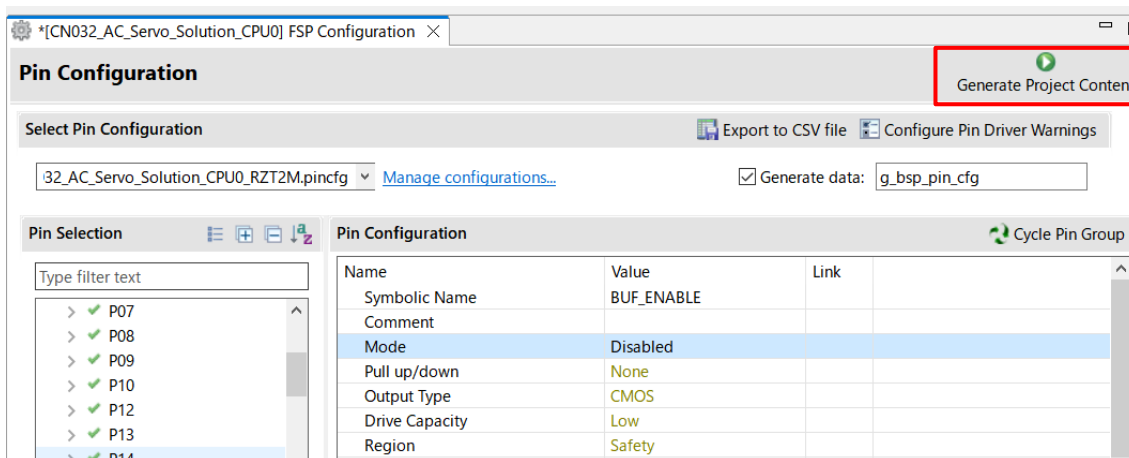 *[CN032_AC_Servo_Solution_CPU0] FSP Configuration
Pin Configuration
Generate Project Conten
Select Pin Configuration
Export to CSV file
Configure Pin Driver Warnings
32_AC_Servo_Solution_CPU0_RZT2M.pincfg
Manage configurations...
Generate data:
g_bsp_pin_cfg
Pin Selection
Type filter text
P07
P08
P09
P10
P12
P13
P14
Pin Configuration
Cycle Pin Group
Name Value Link
Symbolic Name BUF_ENABLE
Comment
Mode Disabled
Pull up/down None
Output Type CMOS
Drive Capacity Low
Region Safety